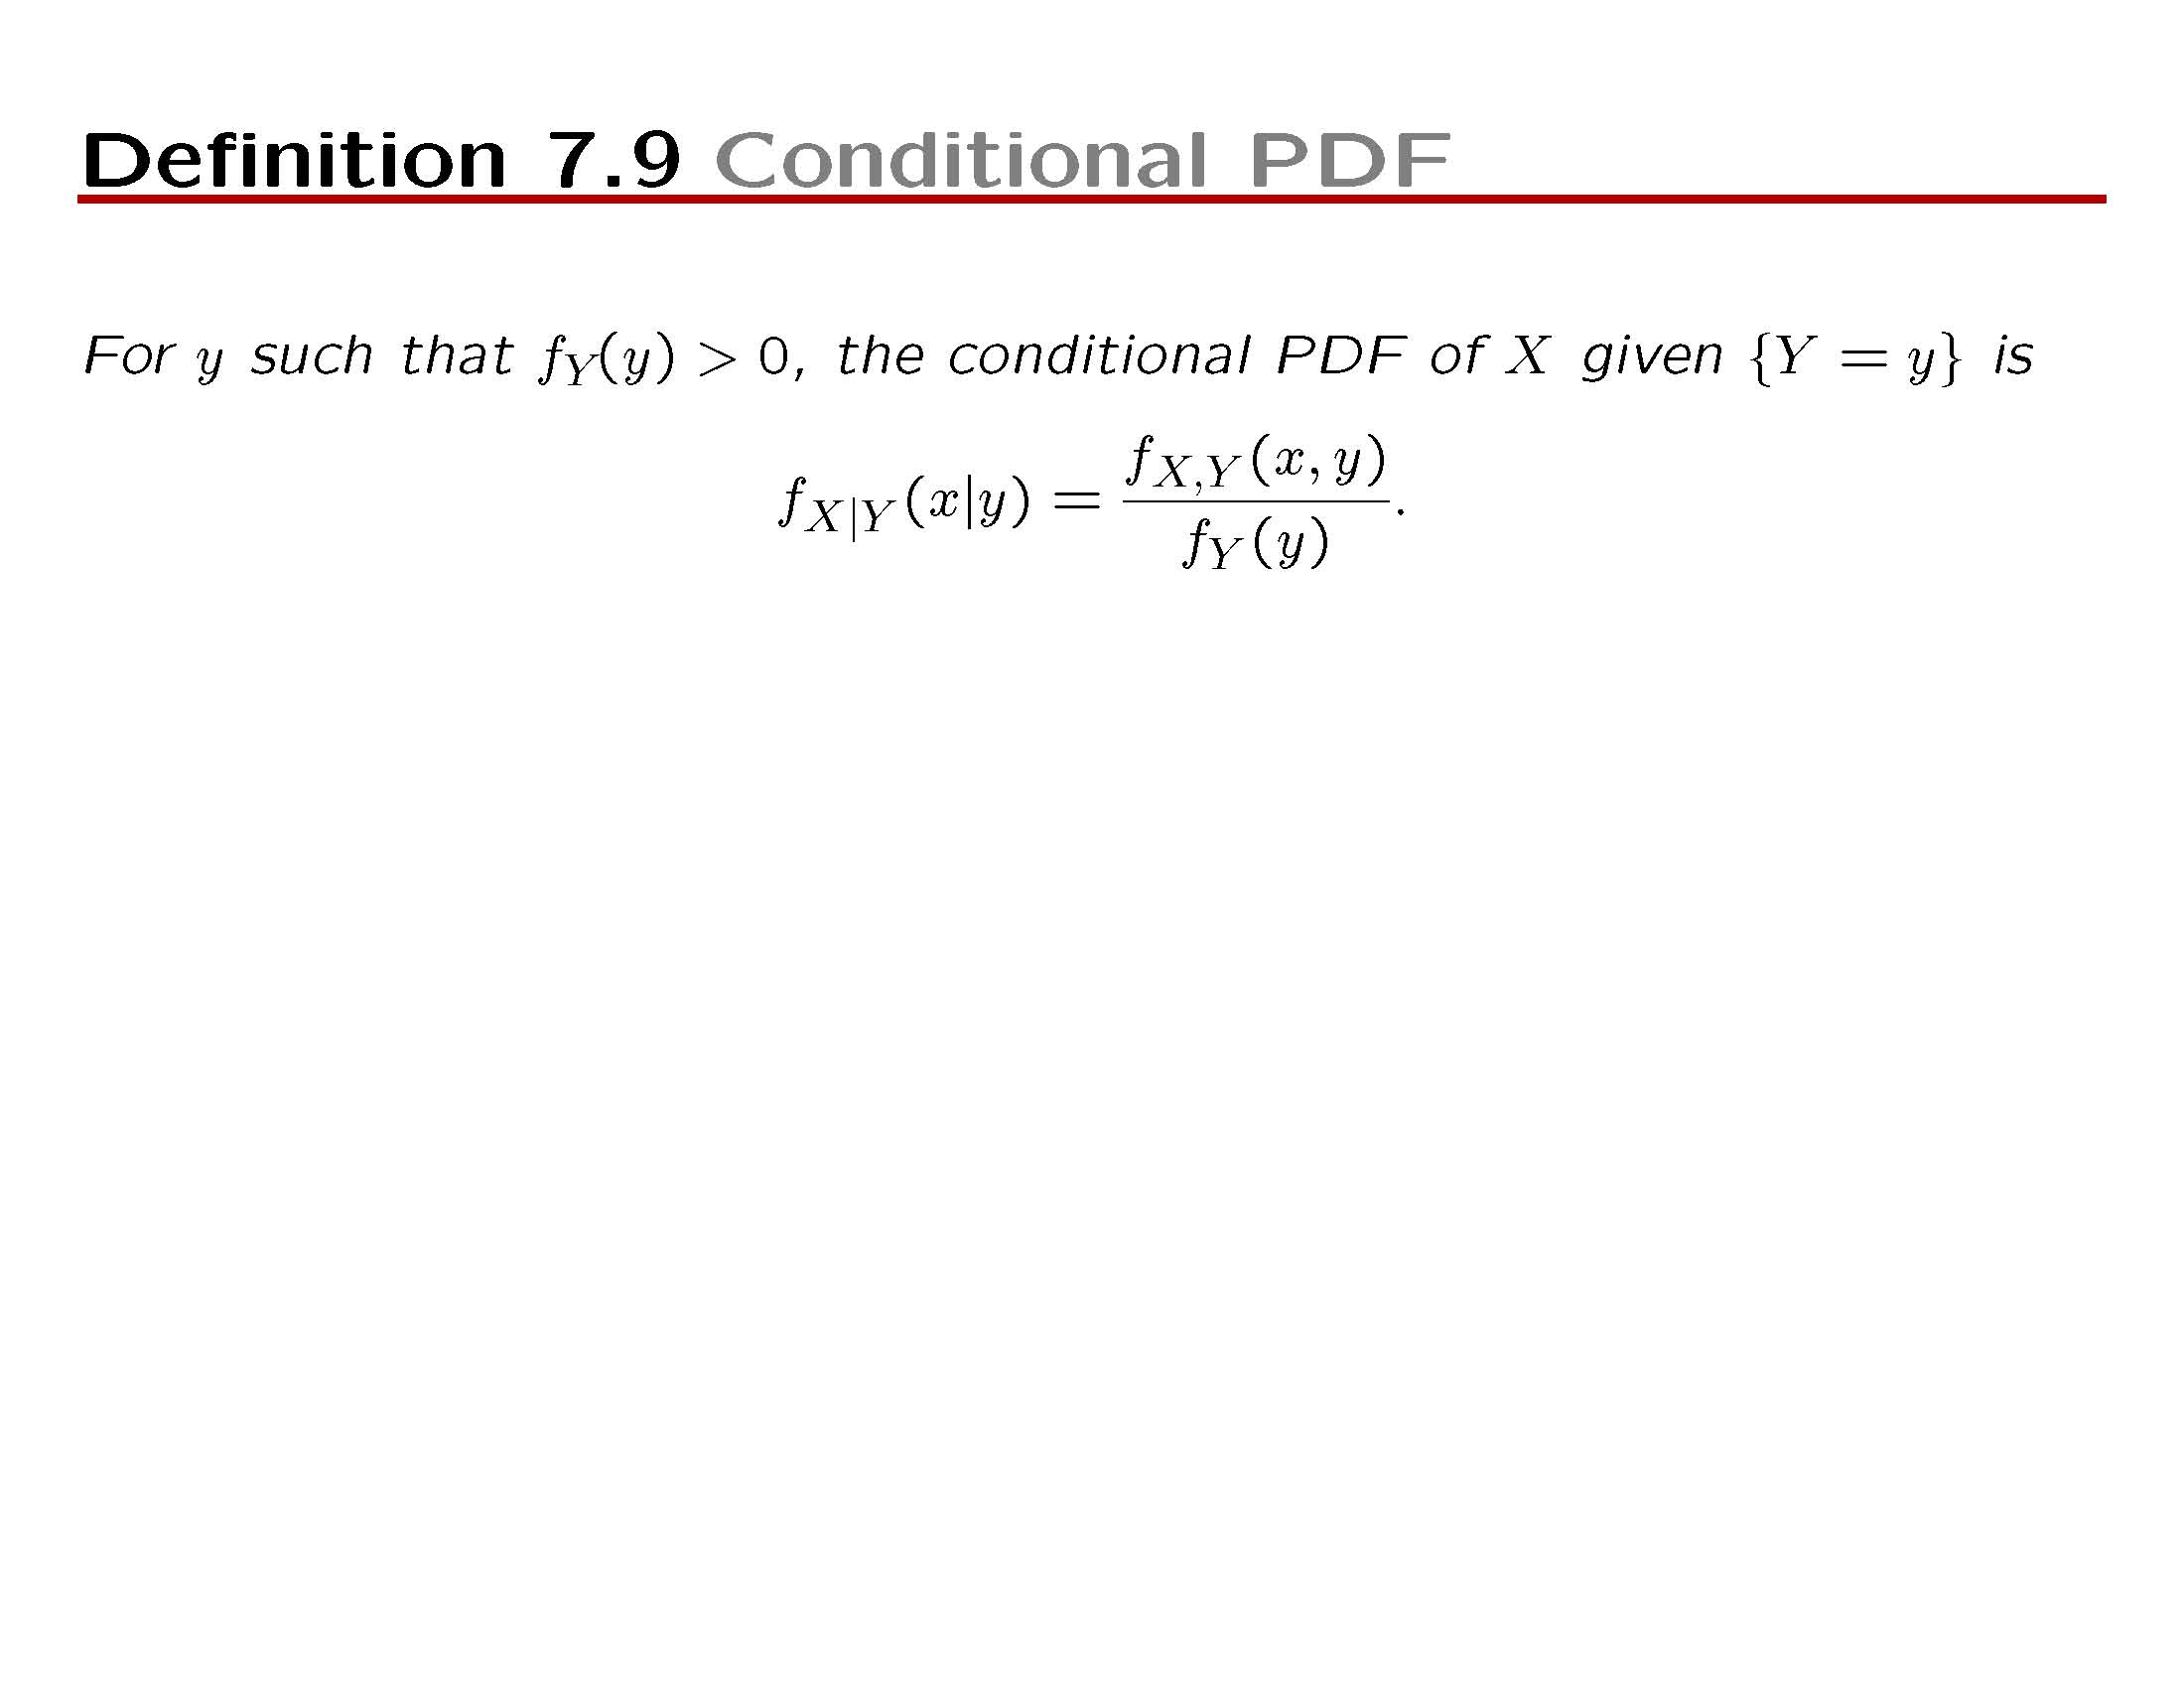 Definition 7.9 Conditional PDF
For y such that f_Y(y) > 0, the conditional PDF of X given {Y = y} is
f_{X|Y}(x|y) = \frac{f_{X,Y}(x, y)}{f_Y(y)}.